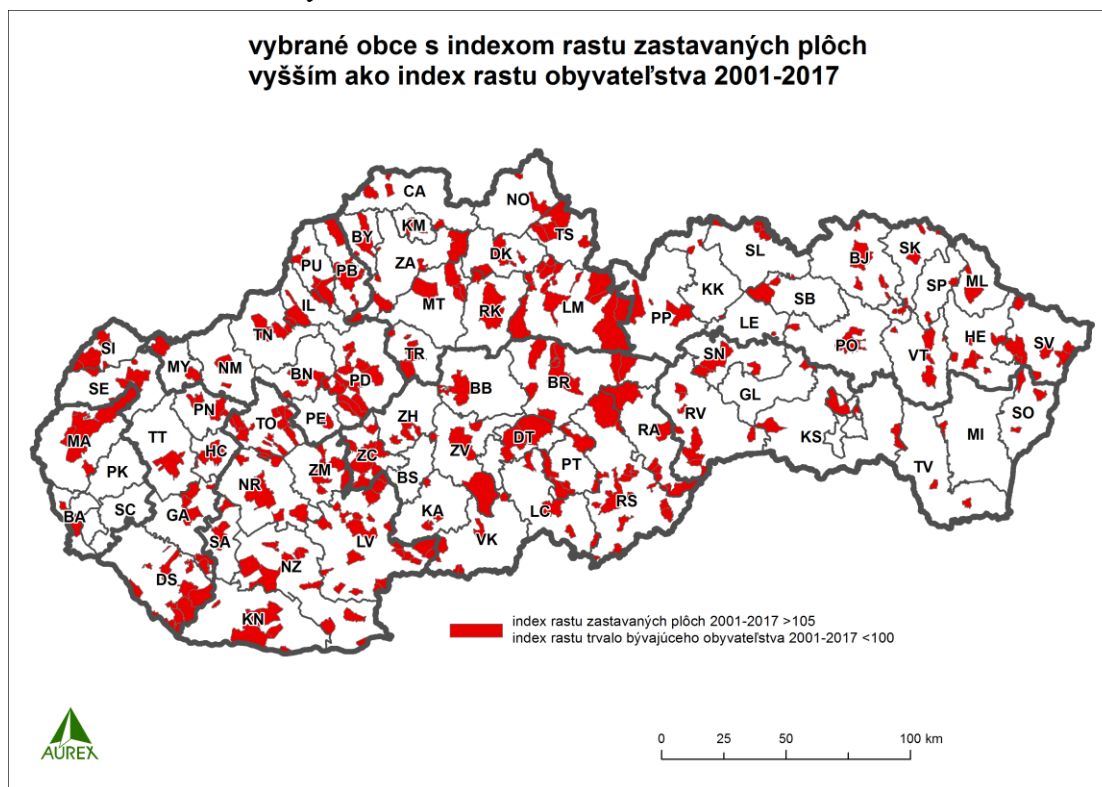 vybrané obce s indexom rastu zastavaných plôch
vyšším ako index rastu obyvateľstva 2001-2017
CA
NO
KM
BY
TS
DK
ZA
PU
PB
IL
MT
RK
LM
SL
BJ
SK
SP
ML
KK
SB
PP
LE
PO
VT
HE
SV
TN
TR
SI
MY
NM
BN
PD
BB
BR
SN
GL
SE
PN
TO
PE
ZH
RV
KS
SO
MI
MA
TT
HC
ZC
ZV
DT
RA
PT
TV
PK
NR
ZM
BS
BA
SC
GA
SA
KA
LC
RS
LV
VK
DS
NZ
KN
index rastu zastavaných plôch 2001-2017 >105
index rastu trvalo bývajúceho obyvateľstva 2001-2017 <100
AUREX
0 25 50 100 km